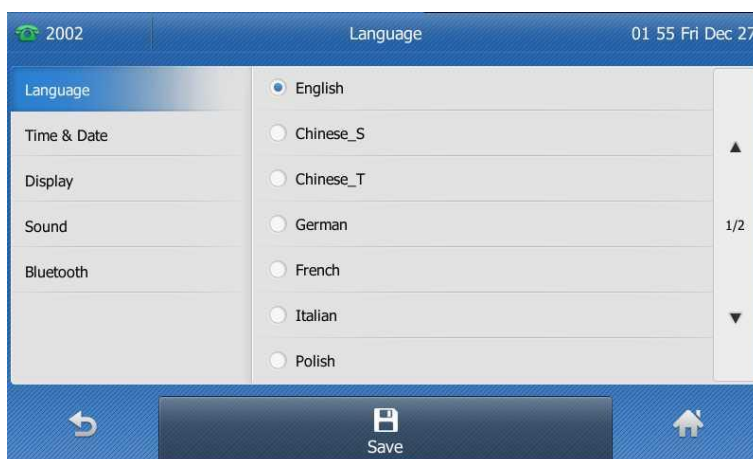 2002 Language 01 55 Fri Dec 27
Language
Time & Date
Display
Sound
Bluetooth
English
Chinese_S
Chinese_T
German
French
Italian
Polish
1/2
Save